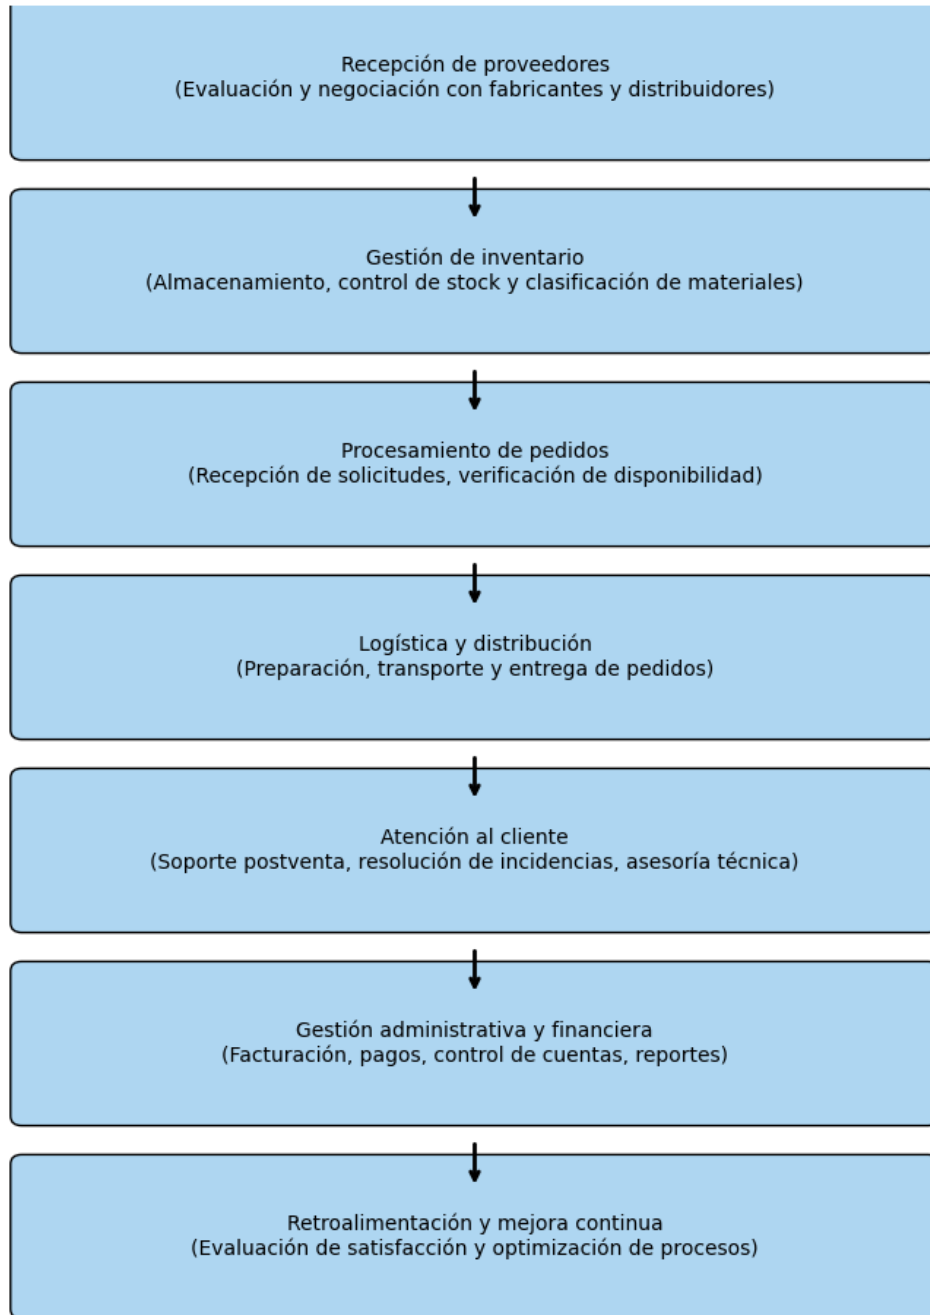 Recepción de proveedores
(Evaluación y negociación con fabricantes y distribuidores)
Gestión de inventario
(Almacenamiento, control de stock y clasificación de materiales)
Procesamiento de pedidos
(Recepción de solicitudes, verificación de disponibilidad)
Logística y distribución
(Preparación, transporte y entrega de pedidos)
Atención al cliente
(Soporte postventa, resolución de incidencias, asesoría técnica)
Gestión administrativa y financiera
(Facturación, pagos, control de cuentas, reportes)
Retroalimentación y mejora continua
(Evaluación de satisfacción y optimización de procesos)